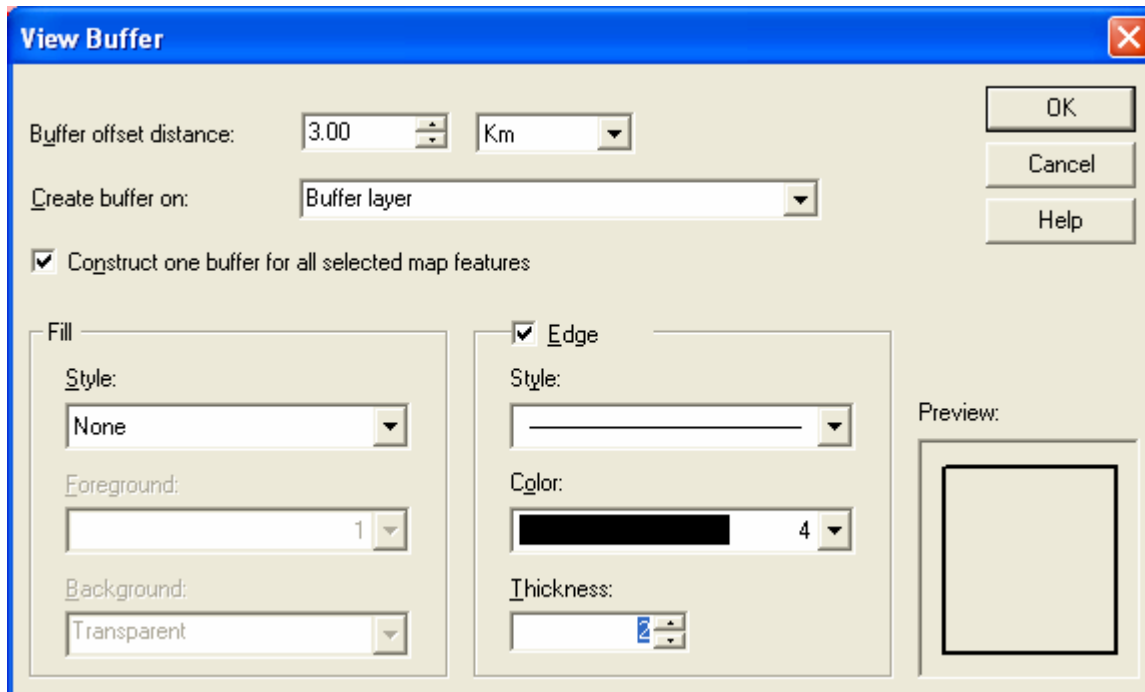 View Buffer
Buffer offset distance: 3.00 Km
OK
Cancel
Create buffer on: Buffer layer
Help
Construct one buffer for all selected map features
Fill
Style:
None
Foreground:
1
Background:
Transparent
Edge
Style:
Color:
4
Thickness:
2
Preview: